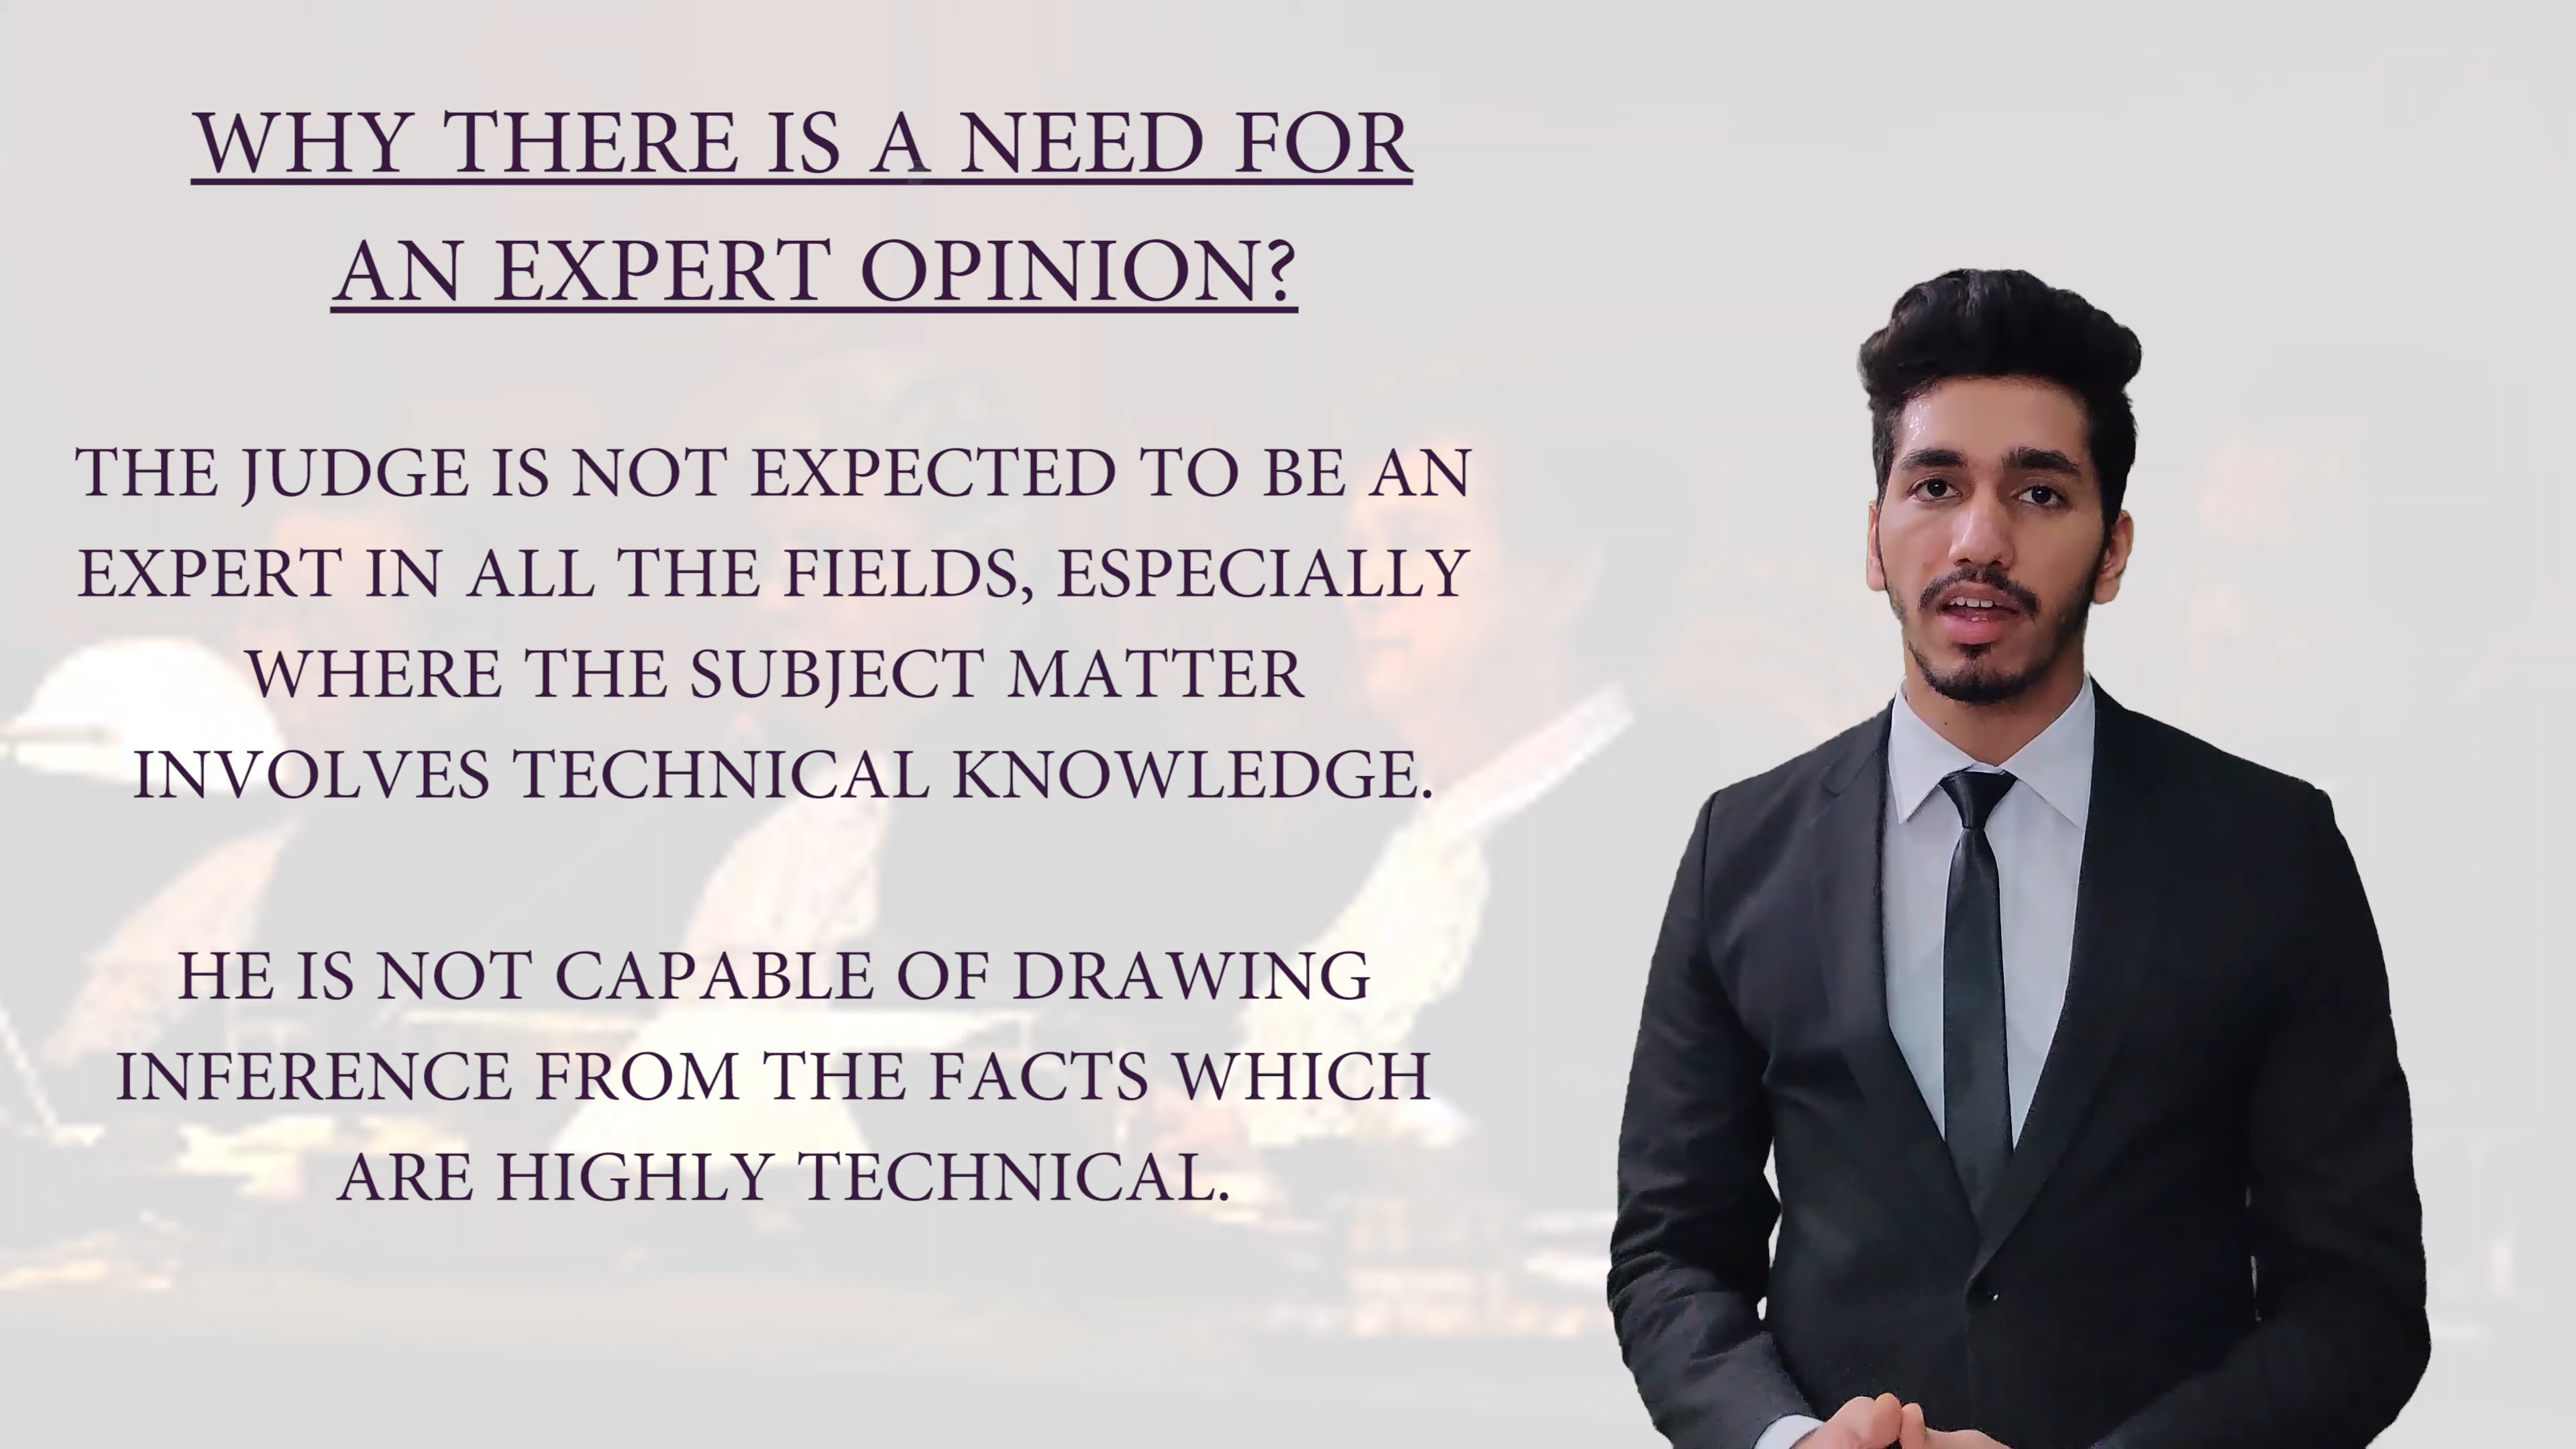 WHY THERE IS A NEED FOR
AN EXPERT OPINION?
THE JUDGE IS NOT EXPECTED TO BE AN
EXPERT IN ALL THE FIELDS, ESPECIALLY
WHERE THE SUBJECT MATTER
INVOLVES TECHNICAL KNOWLEDGE.
HE IS NOT CAPABLE OF DRAWING
INFERENCE FROM THE FACTS WHICH
ARE HIGHLY TECHNICAL.